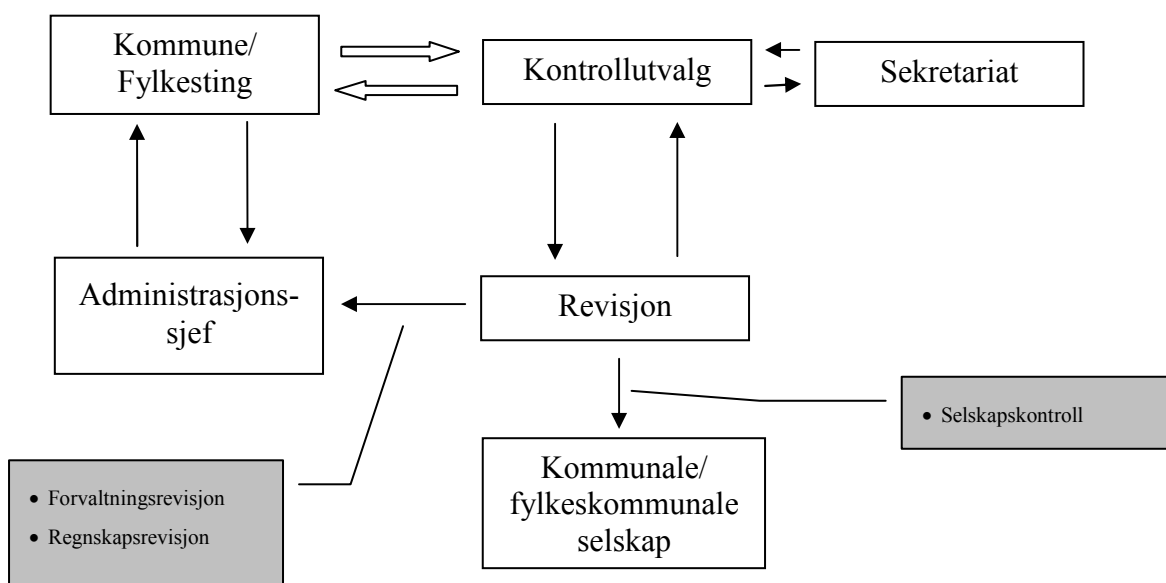 Kommune/
Fylkesting
Kontrollutvalg
Sekretariat
Administrasjons-
sjef
Revisjon
• Selskapskontroll
Kommunale/
fylkeskommunale
selskap
• Forvaltningsrevisjon
• Regnskapsrevisjon